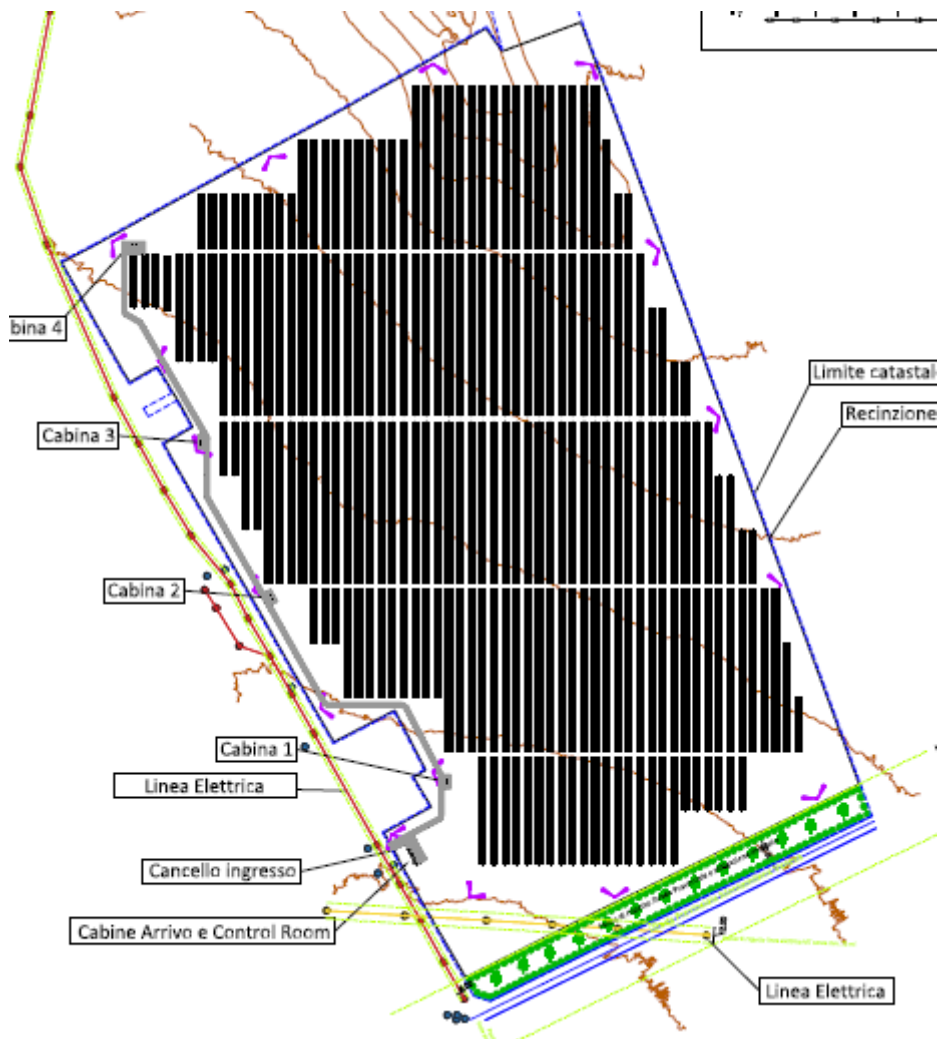 bina 4
Limite catastal
Recinzione
Cabina 3
Cabina 2
Cabina 1
Linea Elettrica
Cancello ingresso
Cabine Arrivo e Control Room
Linea Elettrica